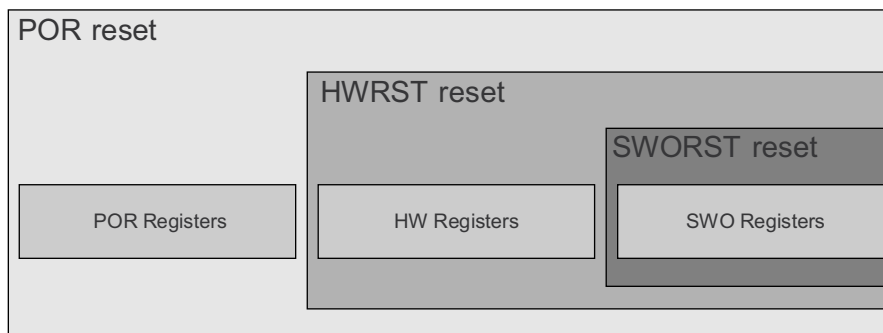 POR reset
HWRST reset
SWORST reset
POR Registers
HW Registers
SWO Registers